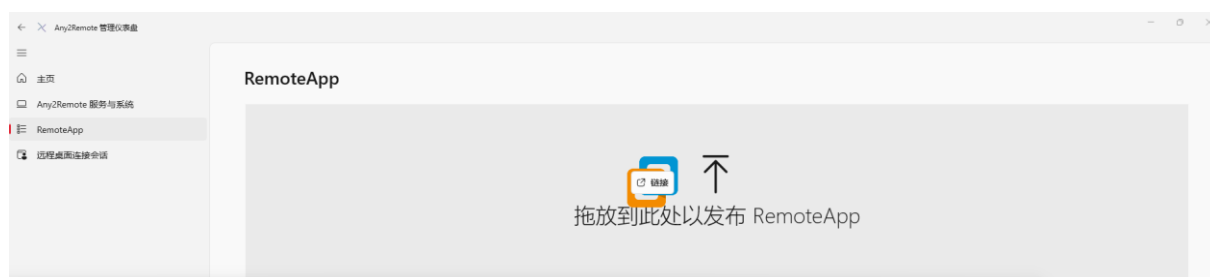 Any2Remote 管理仪表盘
主页
Any2Remote 服务与系统
RemoteApp
远程桌面连接会话
RemoteApp
链接
拖放到此处以发布 RemoteApp